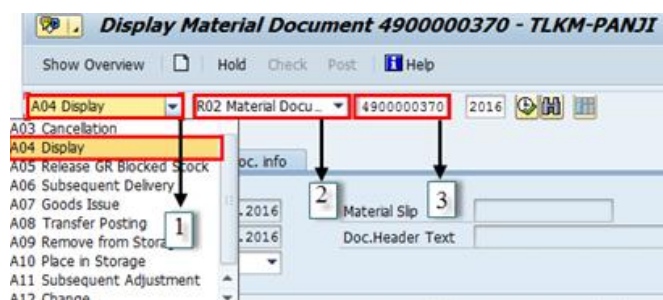 Display Material Document 4900000370 - TLKM-PANJI
Show Overview Hold Check Post Help
A04 Display R02 Material Docu... 4900000370 2016
A03 Cancellation
A04 Display
A05 Release GR Blocked Stock oc. info
A06 Subsequent Delivery
A07 Goods Issue .2016 2 Material Slip 3
A08 Transfer Posting 1
A09 Remove from Stora .2016 Doc.Header Text
A10 Place in Storage
A11 Subsequent Adjustment
A12 Change